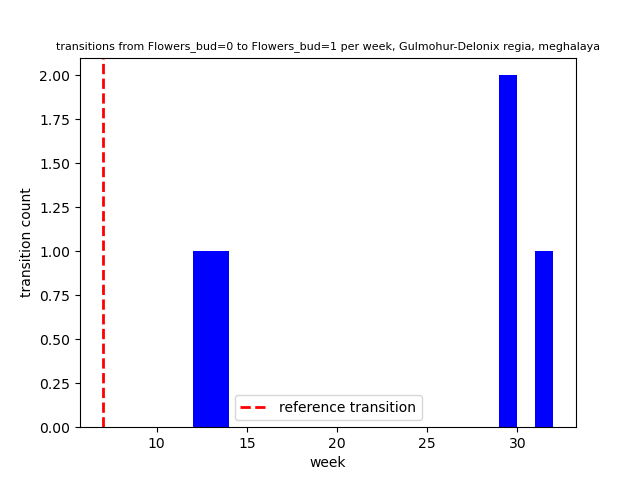 transitions from Flowers_bud=0 to Flowers_bud=1 per week, Gulmohur-Delonix regia, meghalaya
2.00
1.75
1.50
1.25
1.00
0.75
0.50
0.25
0.00
transition count
reference transition
10 15 20 25 30
week